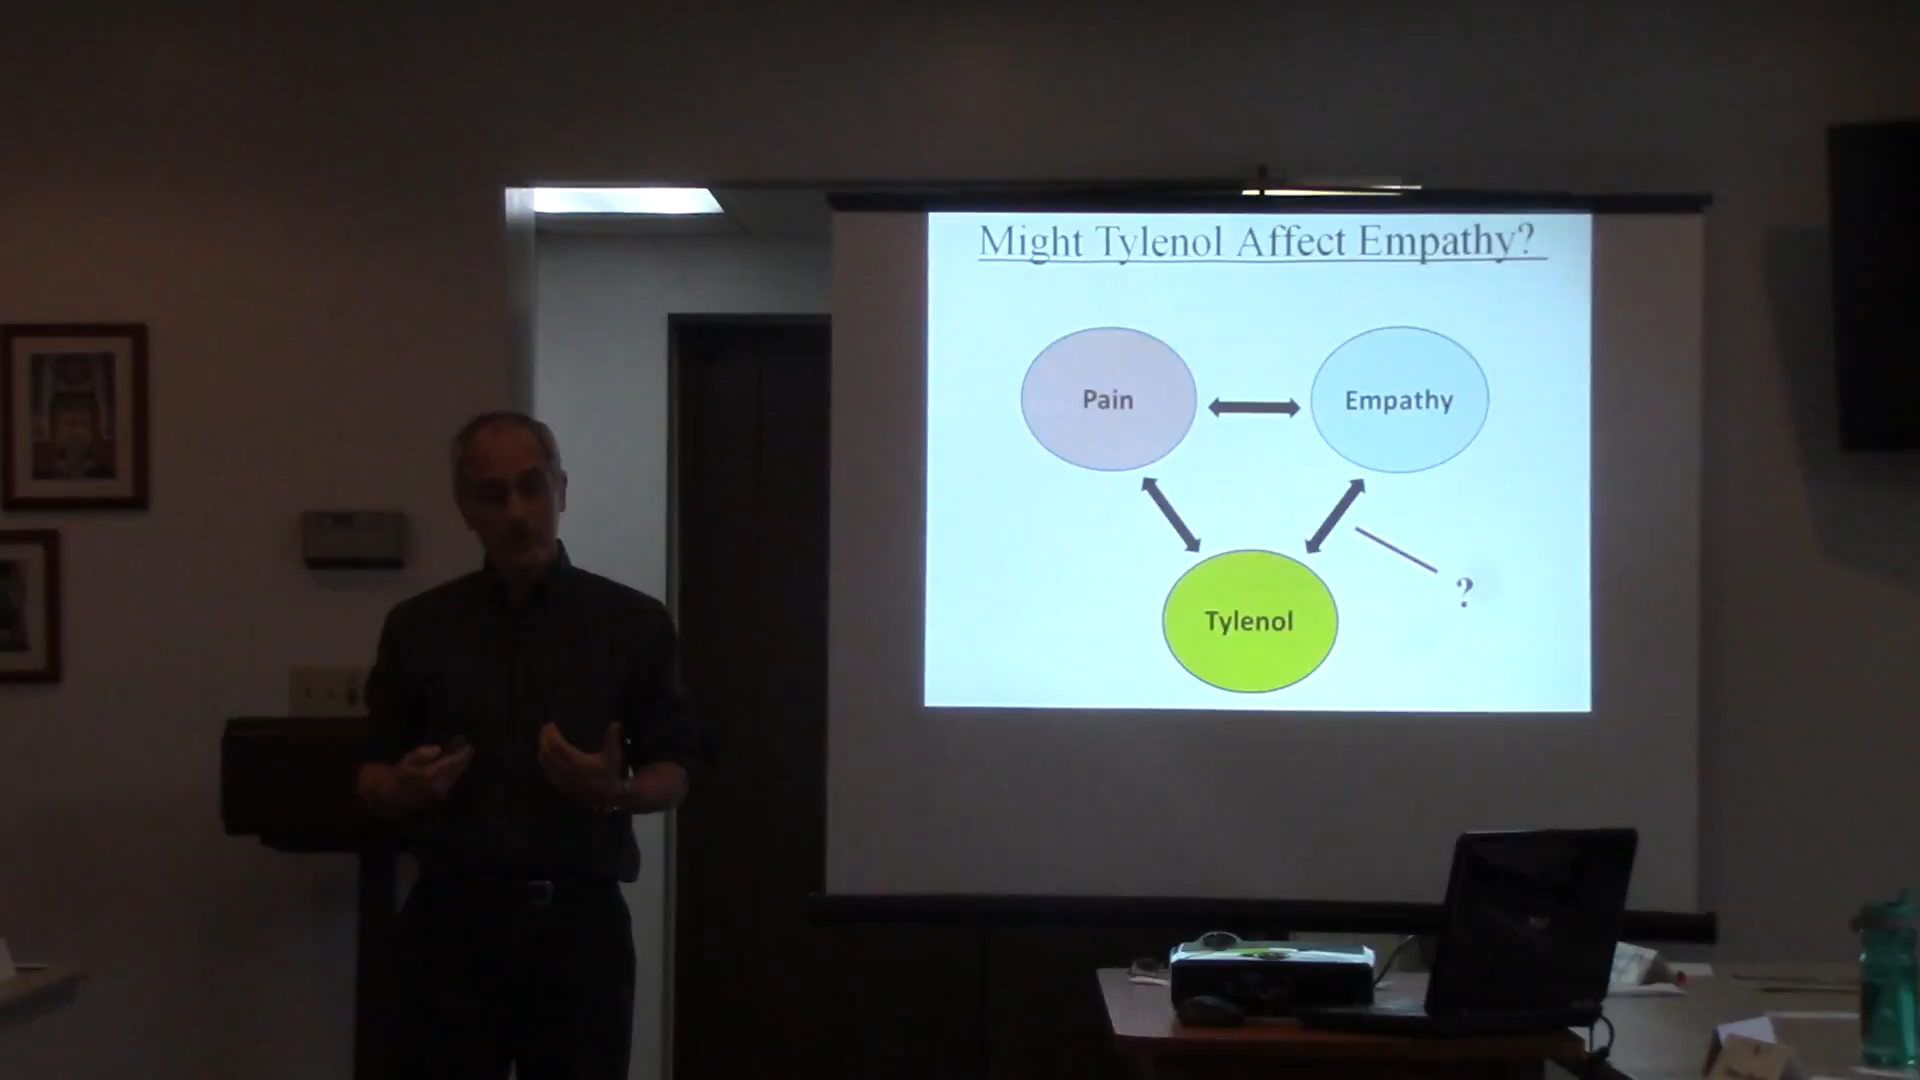 Might Tylenol Affect Empathy?
Pain
Empathy
Tylenol
?